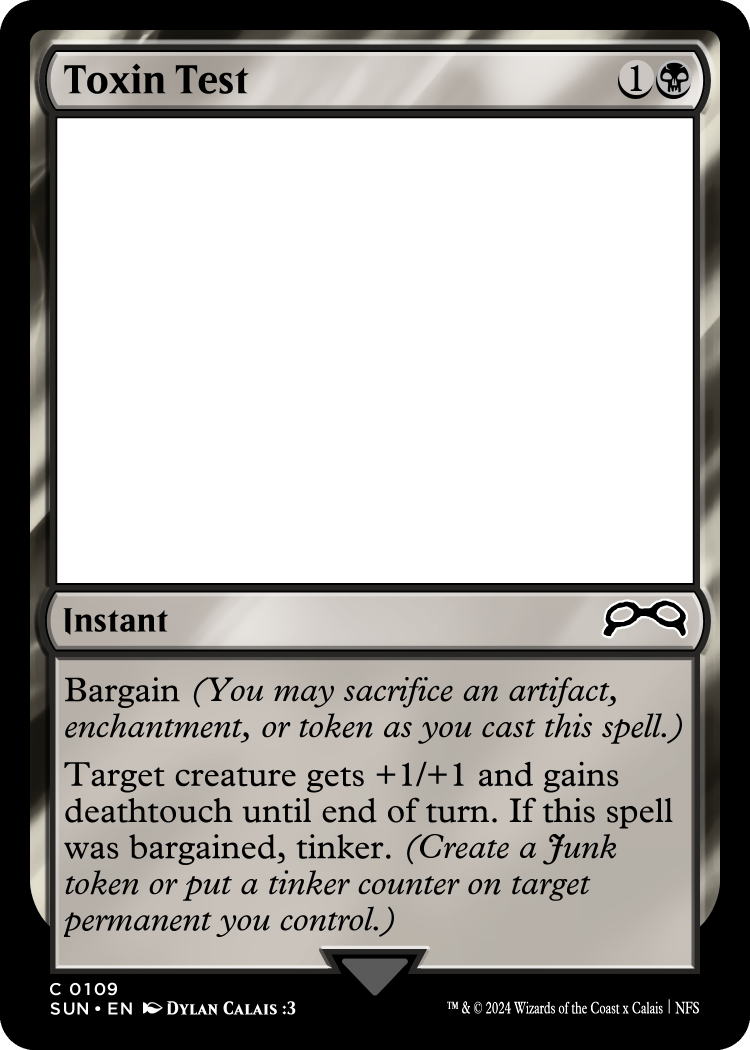 Toxin Test 1
Instant
Bargain (You may sacrifice an artifact,
enchantment, or token as you cast this spell.)
Target creature gets +1/+1 and gains
deathtouch until end of turn. If this spell
was bargained, tinker. (Create a Junk
token or put a tinker counter on target
permanent you control.)
C 0109
SUN • EN DYLAN CALAIS :3
™ & © 2024 Wizards of the Coast x Calais | NFS